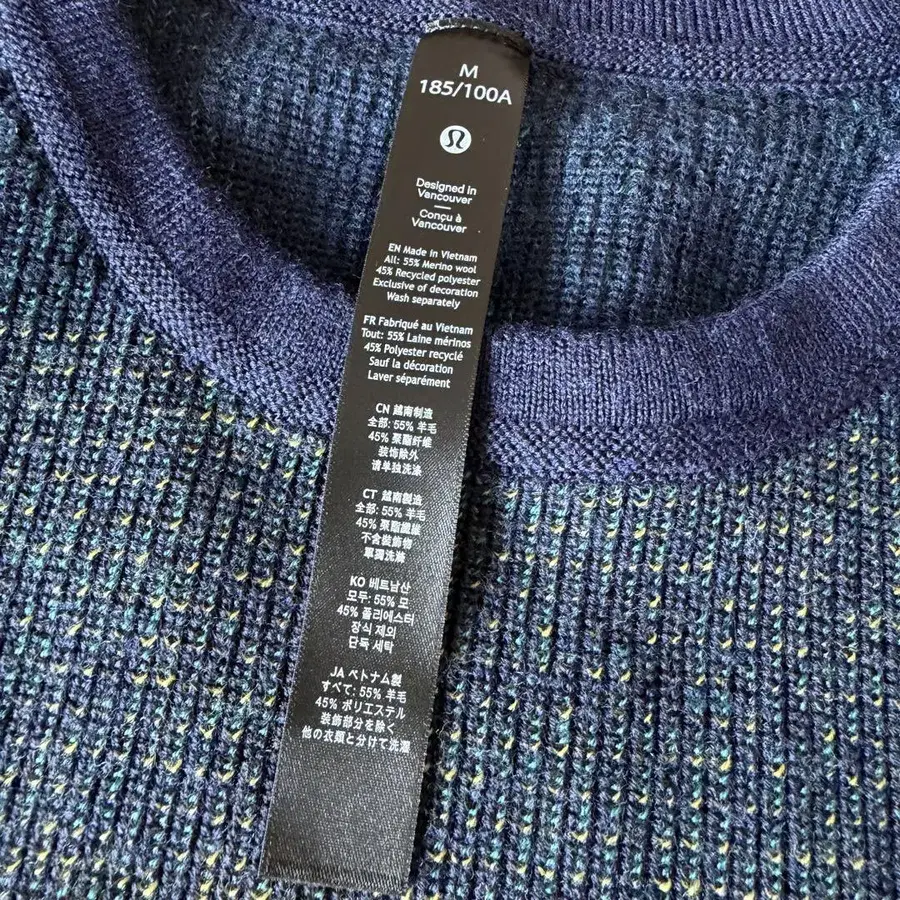 M
185/100A
Designed in
Vancouver
Conçu à
Vancouver
EN Made in Vietnam
All: 55% Merino wool
45% Recycled polyester
Exclusive of decoration
Wash separately
FR Fabriqué au Vietnam
Tout: 55% Laine mérinos
45% Polyester recyclé
Sauf la décoration
Laver séparément
CN 越南制造
全部: 55% 羊毛
45% 聚酯纤维
装饰除外
请单独洗涤
CT 越南製造
全部: 55% 羊毛
45% 聚酯纖維
不含裝飾物
單獨洗滌
KO 베트남산
모두: 55% 모
45% 폴리에스터
장식 제외
단독 세탁
JA ベトナム製
すべて: 55% 羊毛
45% ポリエステル
装飾部分を除く
他の衣類と分けて洗濯